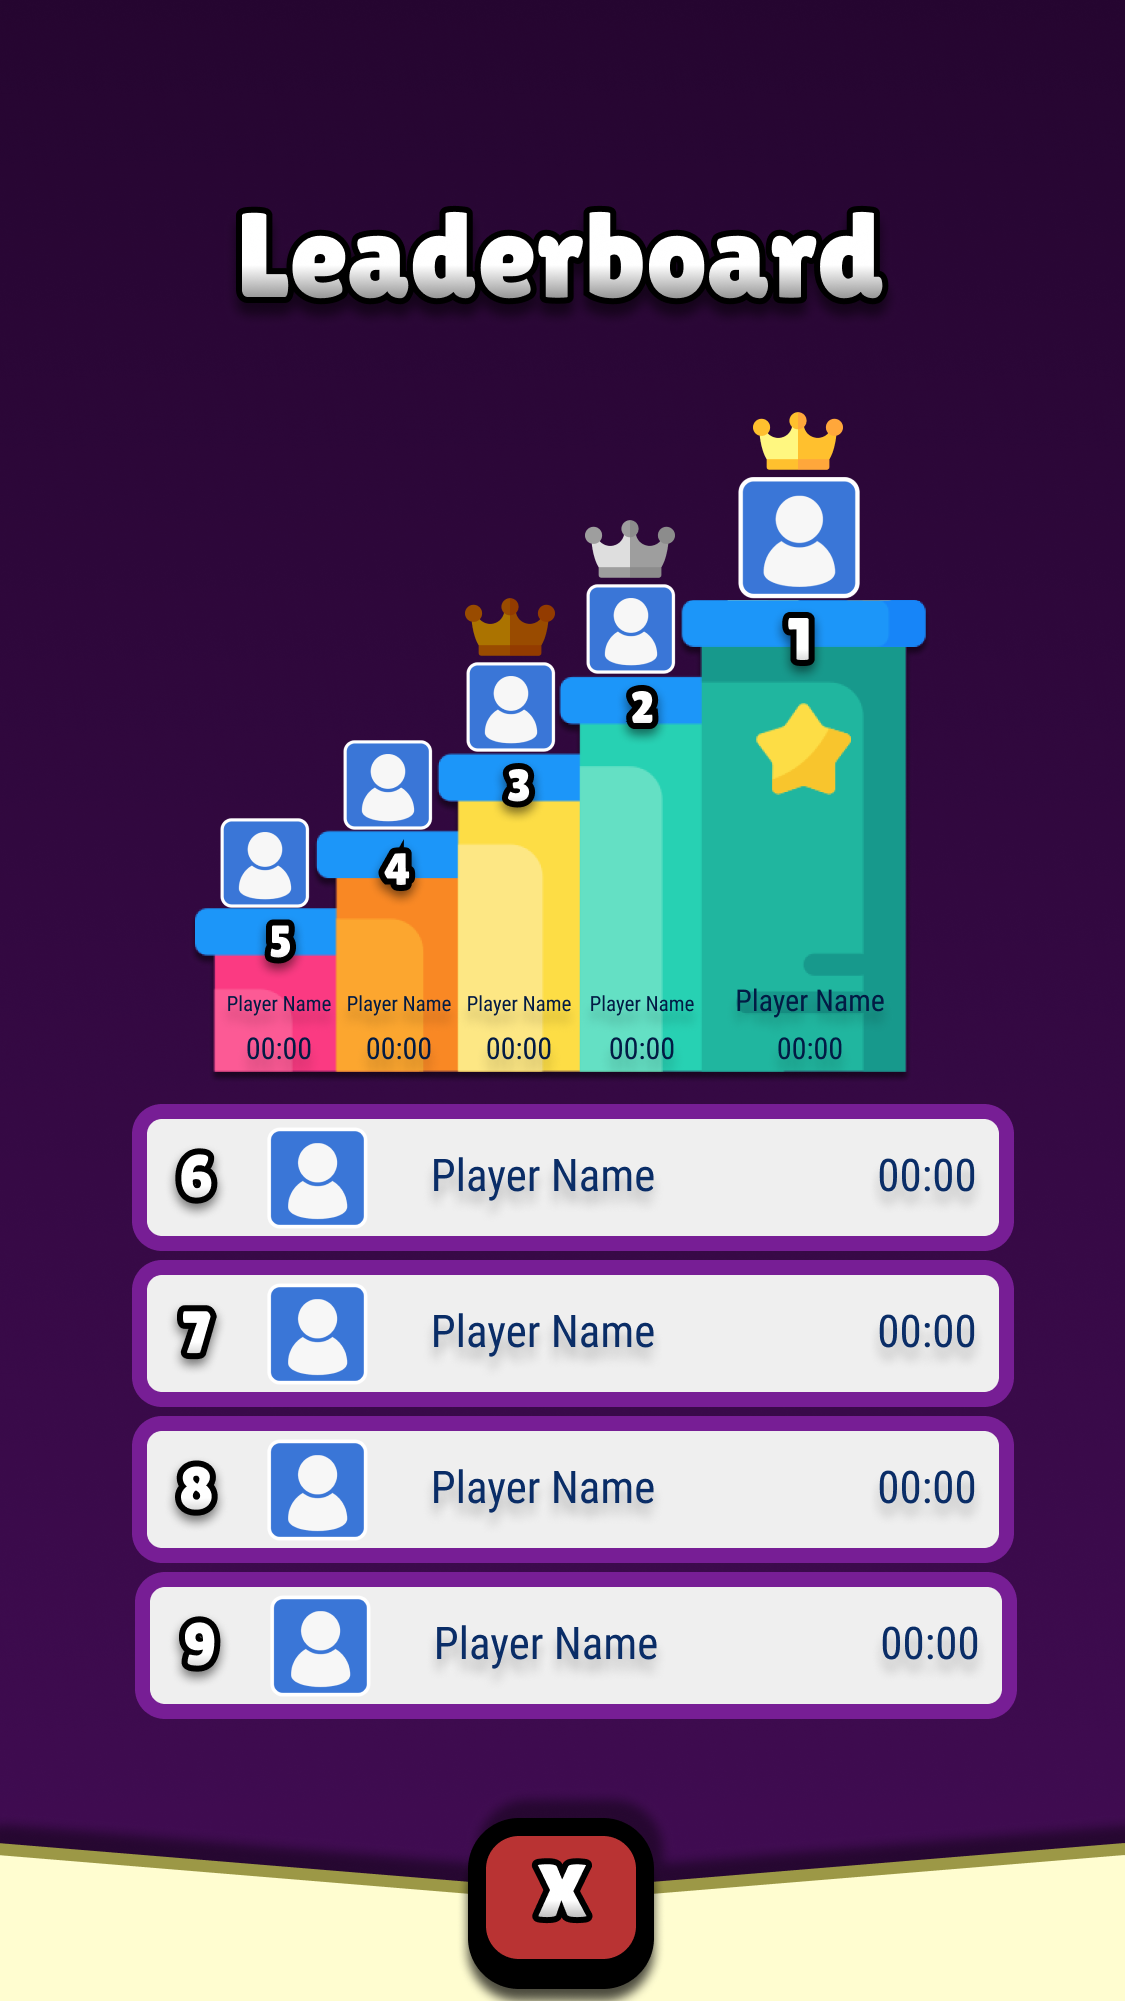 Leaderboard
1
2
3
4
5
Player Name Player Name Player Name Player Name Player Name
00:00 00:00 00:00 00:00 00:00
6 Player Name 00:00
7 Player Name 00:00
8 Player Name 00:00
9 Player Name 00:00
X